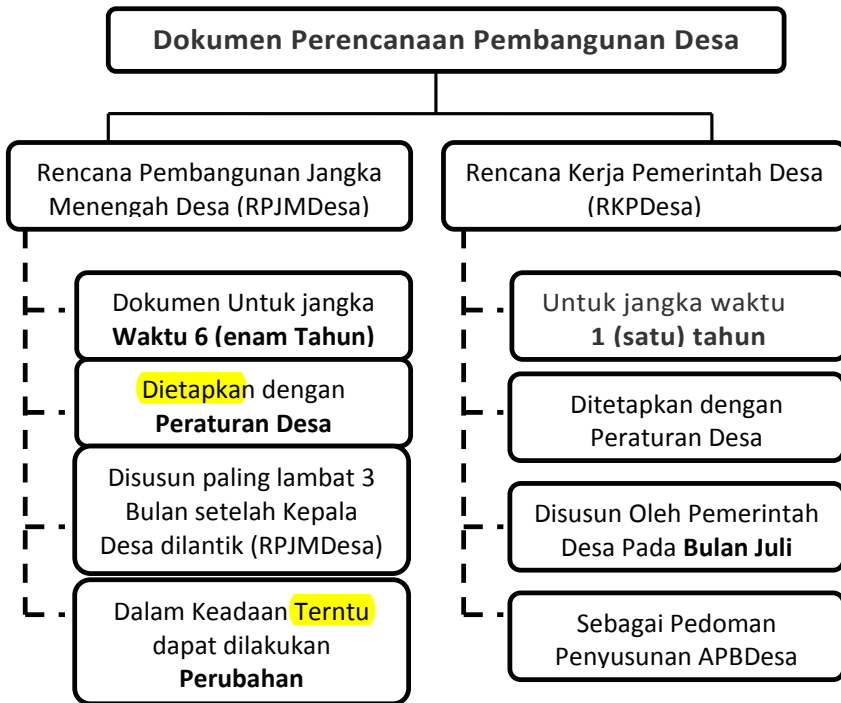 Dokumen Perencanaan Pembangunan Desa
Rencana Pembangunan Jangka
Menengah Desa (RPJMDesa)
Dokumen Untuk jangka
Waktu 6 (enam Tahun)
Dietapkan dengan
Peraturan Desa
Disusun paling lambat 3
Bulan setelah Kepala
Desa dilantik (RPJMDesa)
Dalam Keadaan Terntu
dapat dilakukan
Perubahan
Rencana Kerja Pemerintah Desa
(RKPDesa)
Untuk jangka waktu
1 (satu) tahun
Ditetapkan dengan
Peraturan Desa
Disusun Oleh Pemerintah
Desa Pada Bulan Juli
Sebagai Pedoman
Penyusunan APBDesa